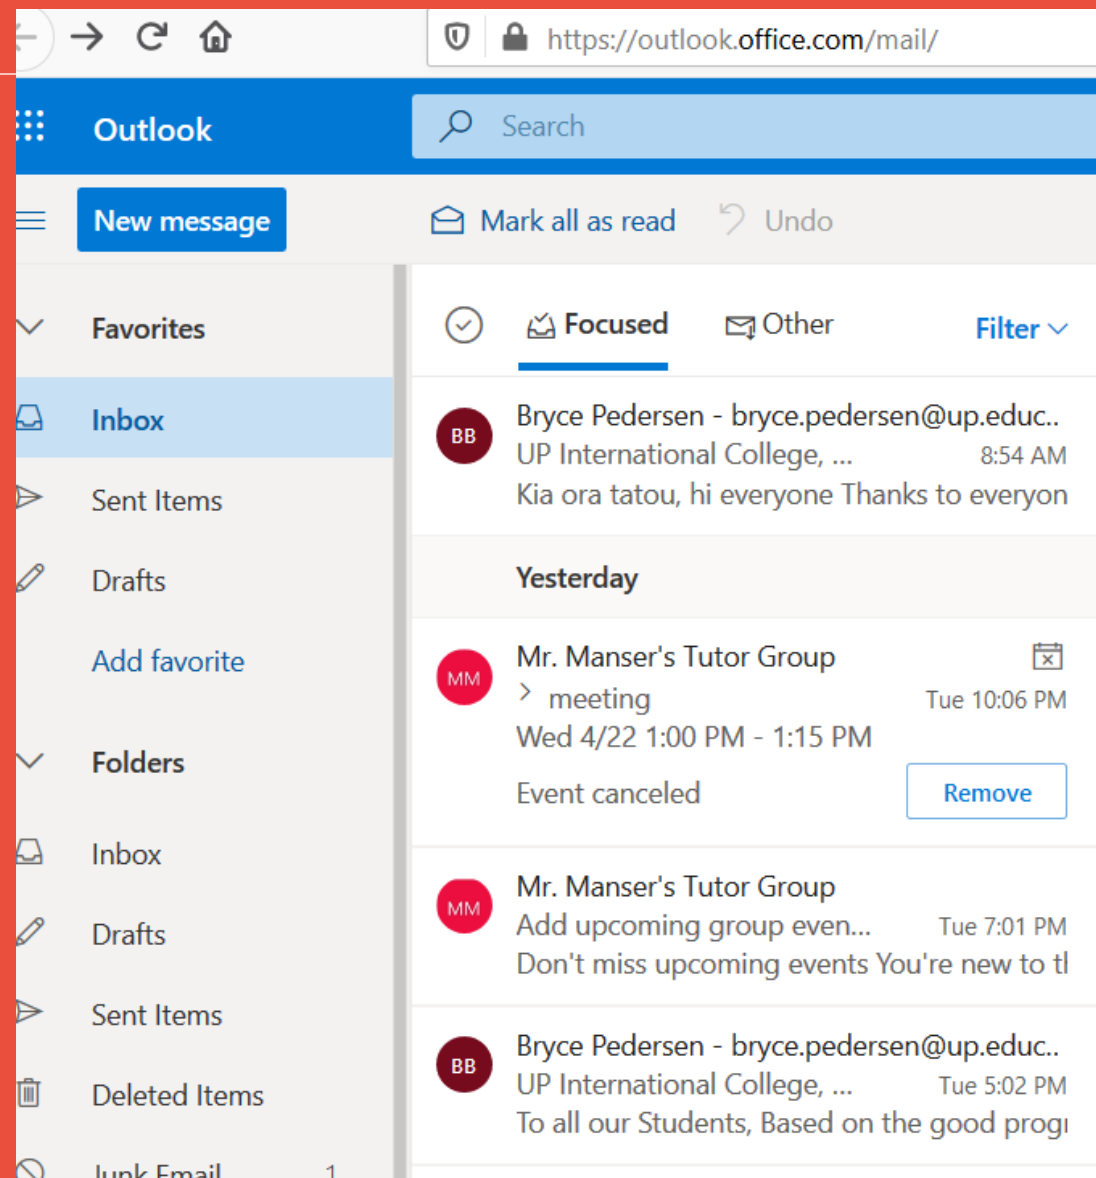 https://outlook.office.com/mail/
Outlook
Search
New message
Mark all as read
Undo
Favorites
Inbox
Sent Items
Drafts
Add favorite
Folders
Inbox
Drafts
Sent Items
Deleted Items
Junk Email 1
Focused
Other
Filter
BB
Bryce Pedersen - bryce.pedersen@up.educ..
UP International College, ... 8:54 AM
Kia ora tatou, hi everyone Thanks to everyon
Yesterday
MM
Mr. Manser's Tutor Group
> meeting Tue 10:06 PM
Wed 4/22 1:00 PM - 1:15 PM
Event canceled Remove
MM
Mr. Manser's Tutor Group
Add upcoming group even... Tue 7:01 PM
Don't miss upcoming events You're new to tl
BB
Bryce Pedersen - bryce.pedersen@up.educ..
UP International College, ... Tue 5:02 PM
To all our Students, Based on the good progr